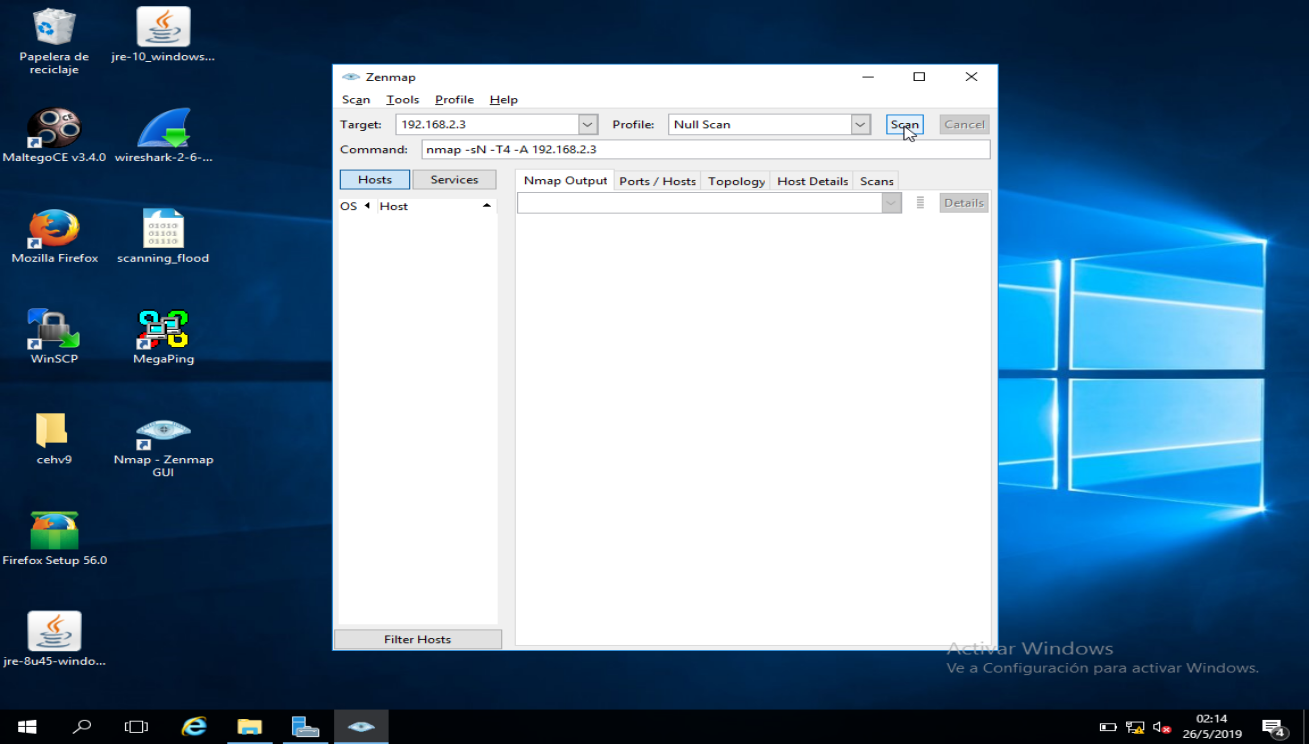 Papelera de
reciclaje
jre-10_windows...
MaltegoCE v3.4.0
wireshark-2-6-...
Mozilla Firefox
01010
01101
01110
scanning_flood
WinSCP
MegaPing
cehv9
Nmap - Zenmap
GUI
Firefox Setup 56.0
jre-8u45-windo...
Zenmap
Scan Tools Profile Help
Target: 192.168.2.3 Profile: Null Scan Scan Cancel
Command: nmap -sN -T4 -A 192.168.2.3
Hosts Services Nmap Output Ports / Hosts Topology Host Details Scans
OS Host Details
Filter Hosts
Activar Windows
Ve a Configuración para activar Windows.
02:14
26/5/2019
4